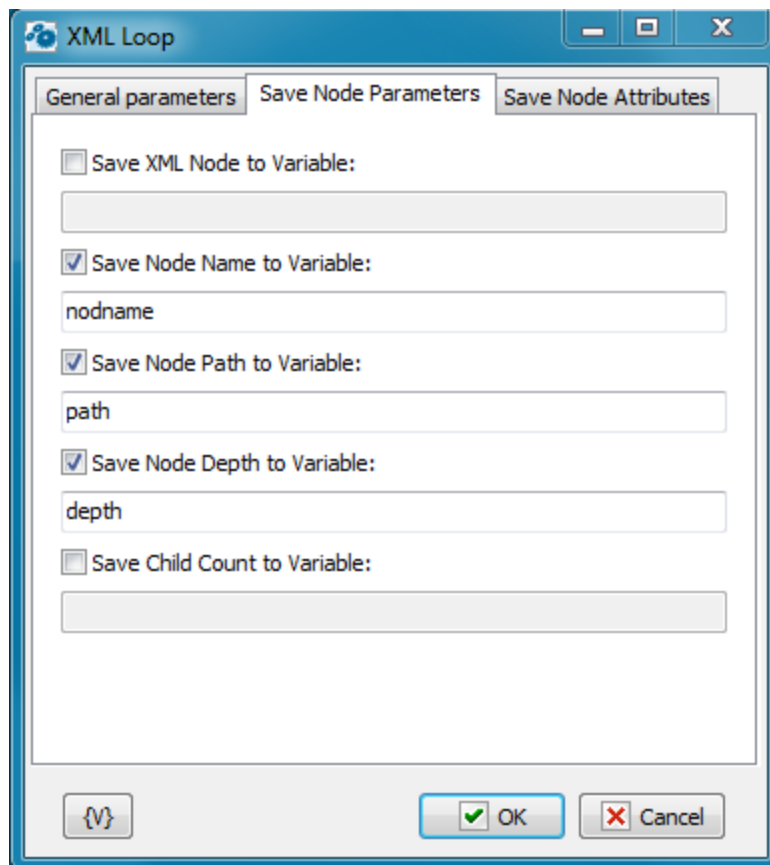 XML Loop
General parameters Save Node Parameters Save Node Attributes
Save XML Node to Variable:
Save Node Name to Variable:
nodname
Save Node Path to Variable:
path
Save Node Depth to Variable:
depth
Save Child Count to Variable:
{V} OK Cancel